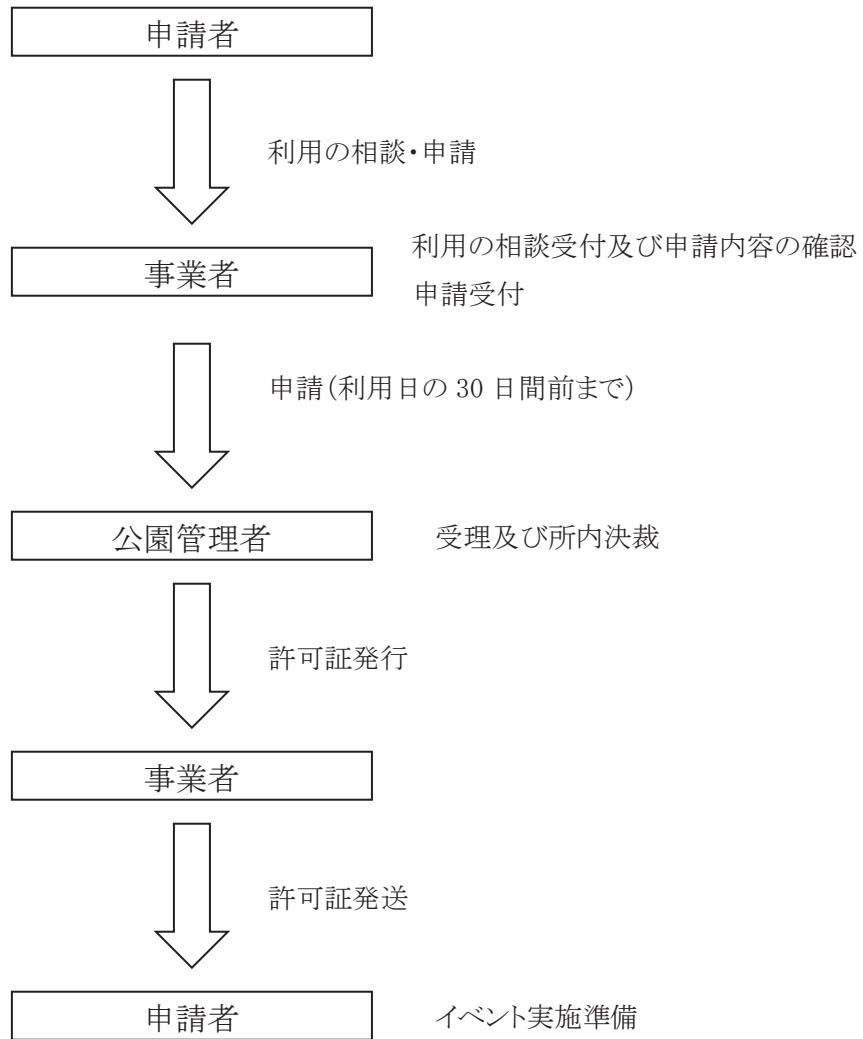 申請者
利用の相談・申請
事業者
利用の相談受付及び申請内容の確認
申請受付
申請(利用日の 30 日間前まで)
公園管理者
受理及び所内決裁
許可証発行
事業者
許可証発送
申請者
イベント実施準備